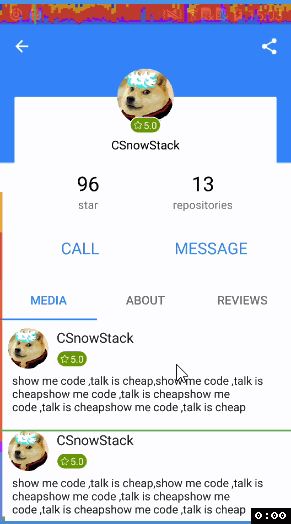 5.0
CSnowStack
96
13
star
repositories
CALL
MESSAGE
MEDIA
ABOUT
REVIEWS
CSnowStack
5.0
show me code ,talk is cheap,show me code ,talk is
cheapshow me code ,talk is cheapshow me
code ,talk is cheapshow me code ,talk is cheap
CSnowStack
5.0
show me code ,talk is cheap,show me code ,talk is
cheapshow me code ,talk is cheapshow me
code ,talk is cheapshow me code ,talk is cheap
0:00